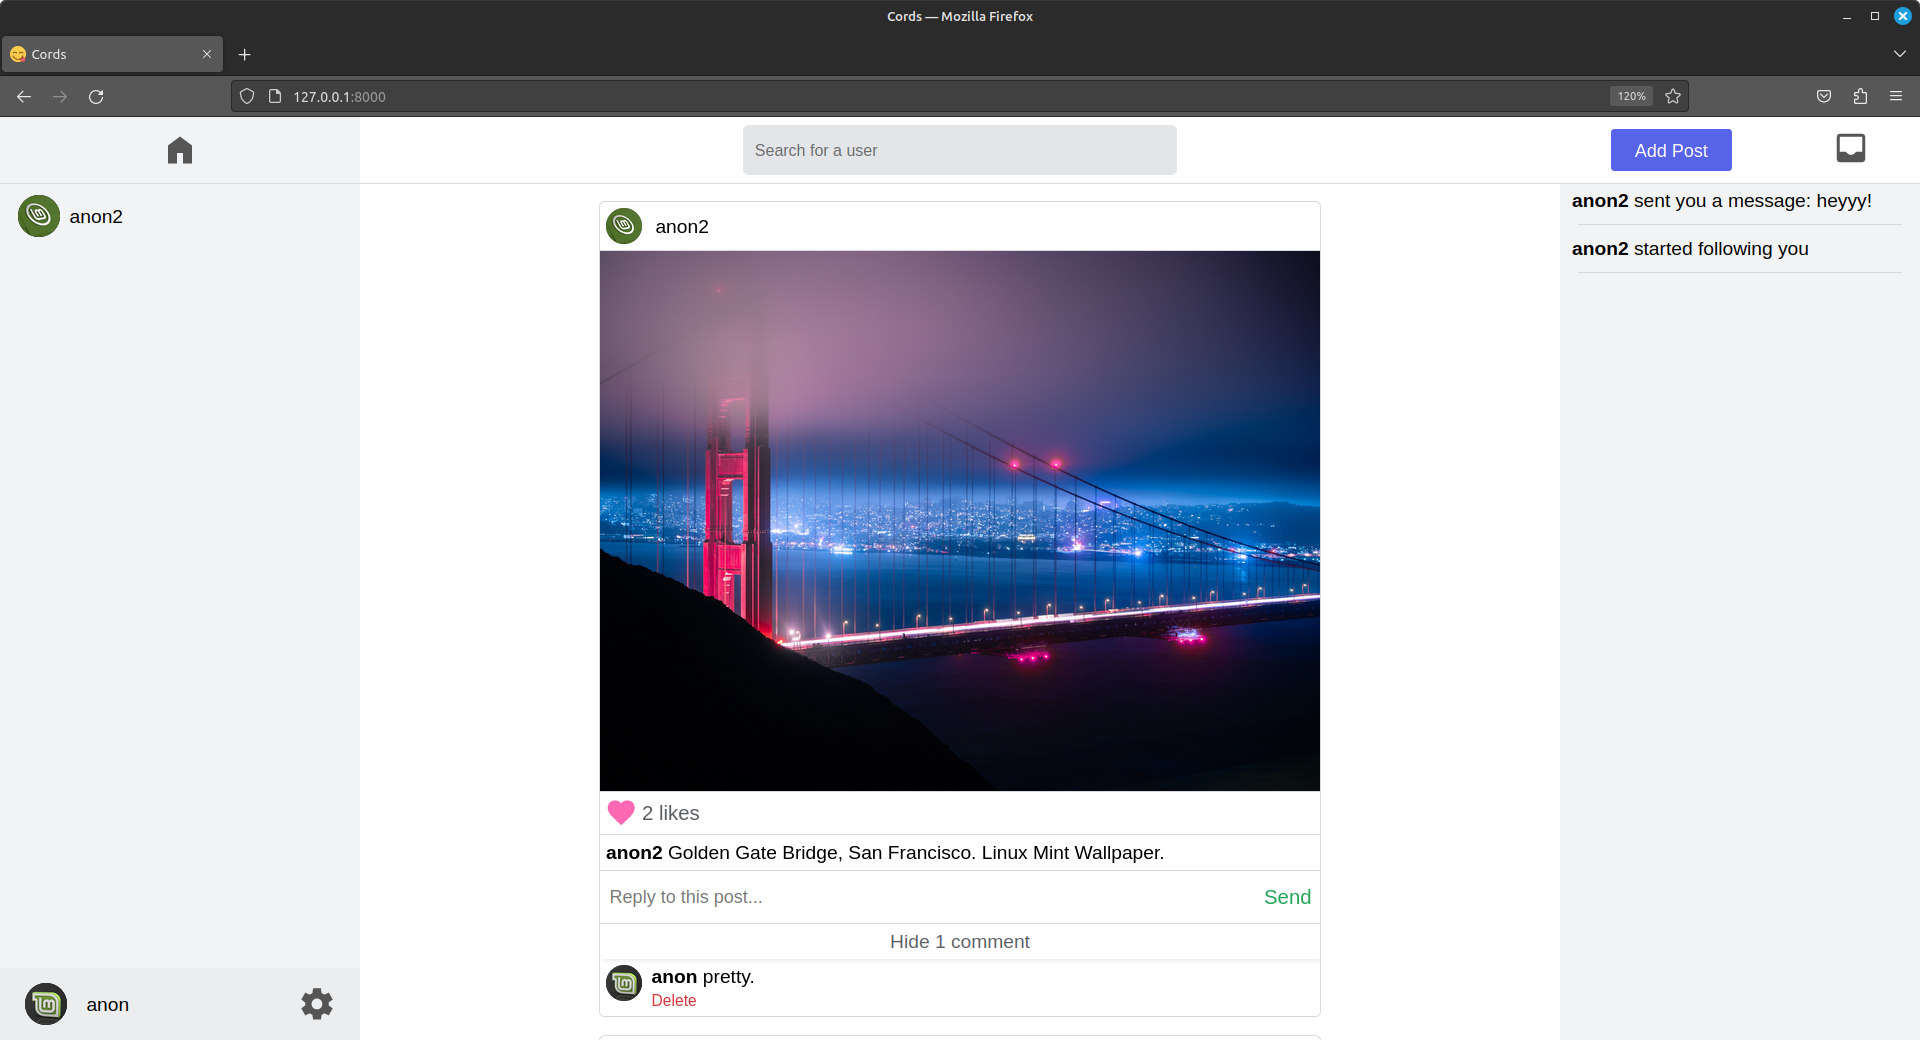 Cords — Mozilla Firefox
Cords
127.0.0.1:8000
120%
Search for a user
Add Post
anon2
anon2
anon2 sent you a message: heyyy!
anon2 started following you
2 likes
anon2 Golden Gate Bridge, San Francisco. Linux Mint Wallpaper.
Reply to this post...
Send
Hide 1 comment
anon pretty.
Delete
anon